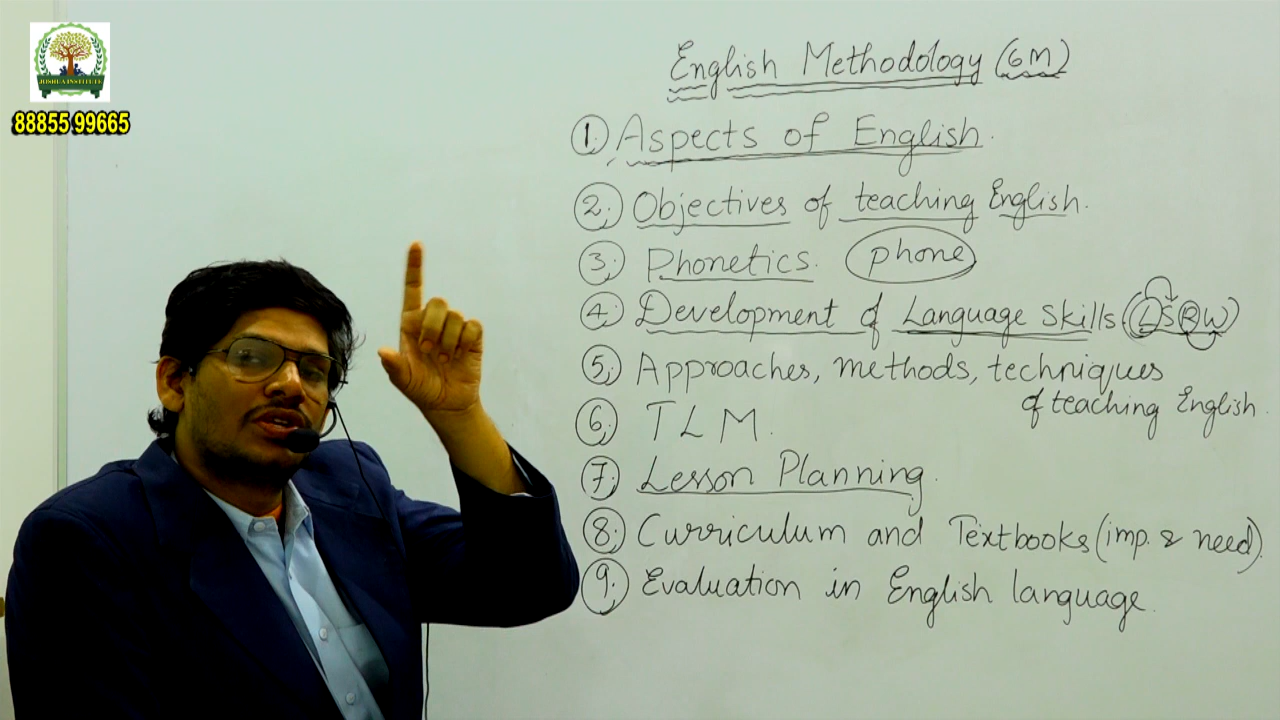 JOSHUA INSTITUTE
88855 99665
English Methodology (6M)
1. Aspects of English.
2. Objectives of teaching English.
3. Phonetics. phone
4. Development of Language skills (LSRW)
5. Approaches, methods, techniques
of teaching English.
6. TLM.
7. Lesson Planning.
8. Curriculum and Textbooks (imp. & need).
9. Evaluation in English language.